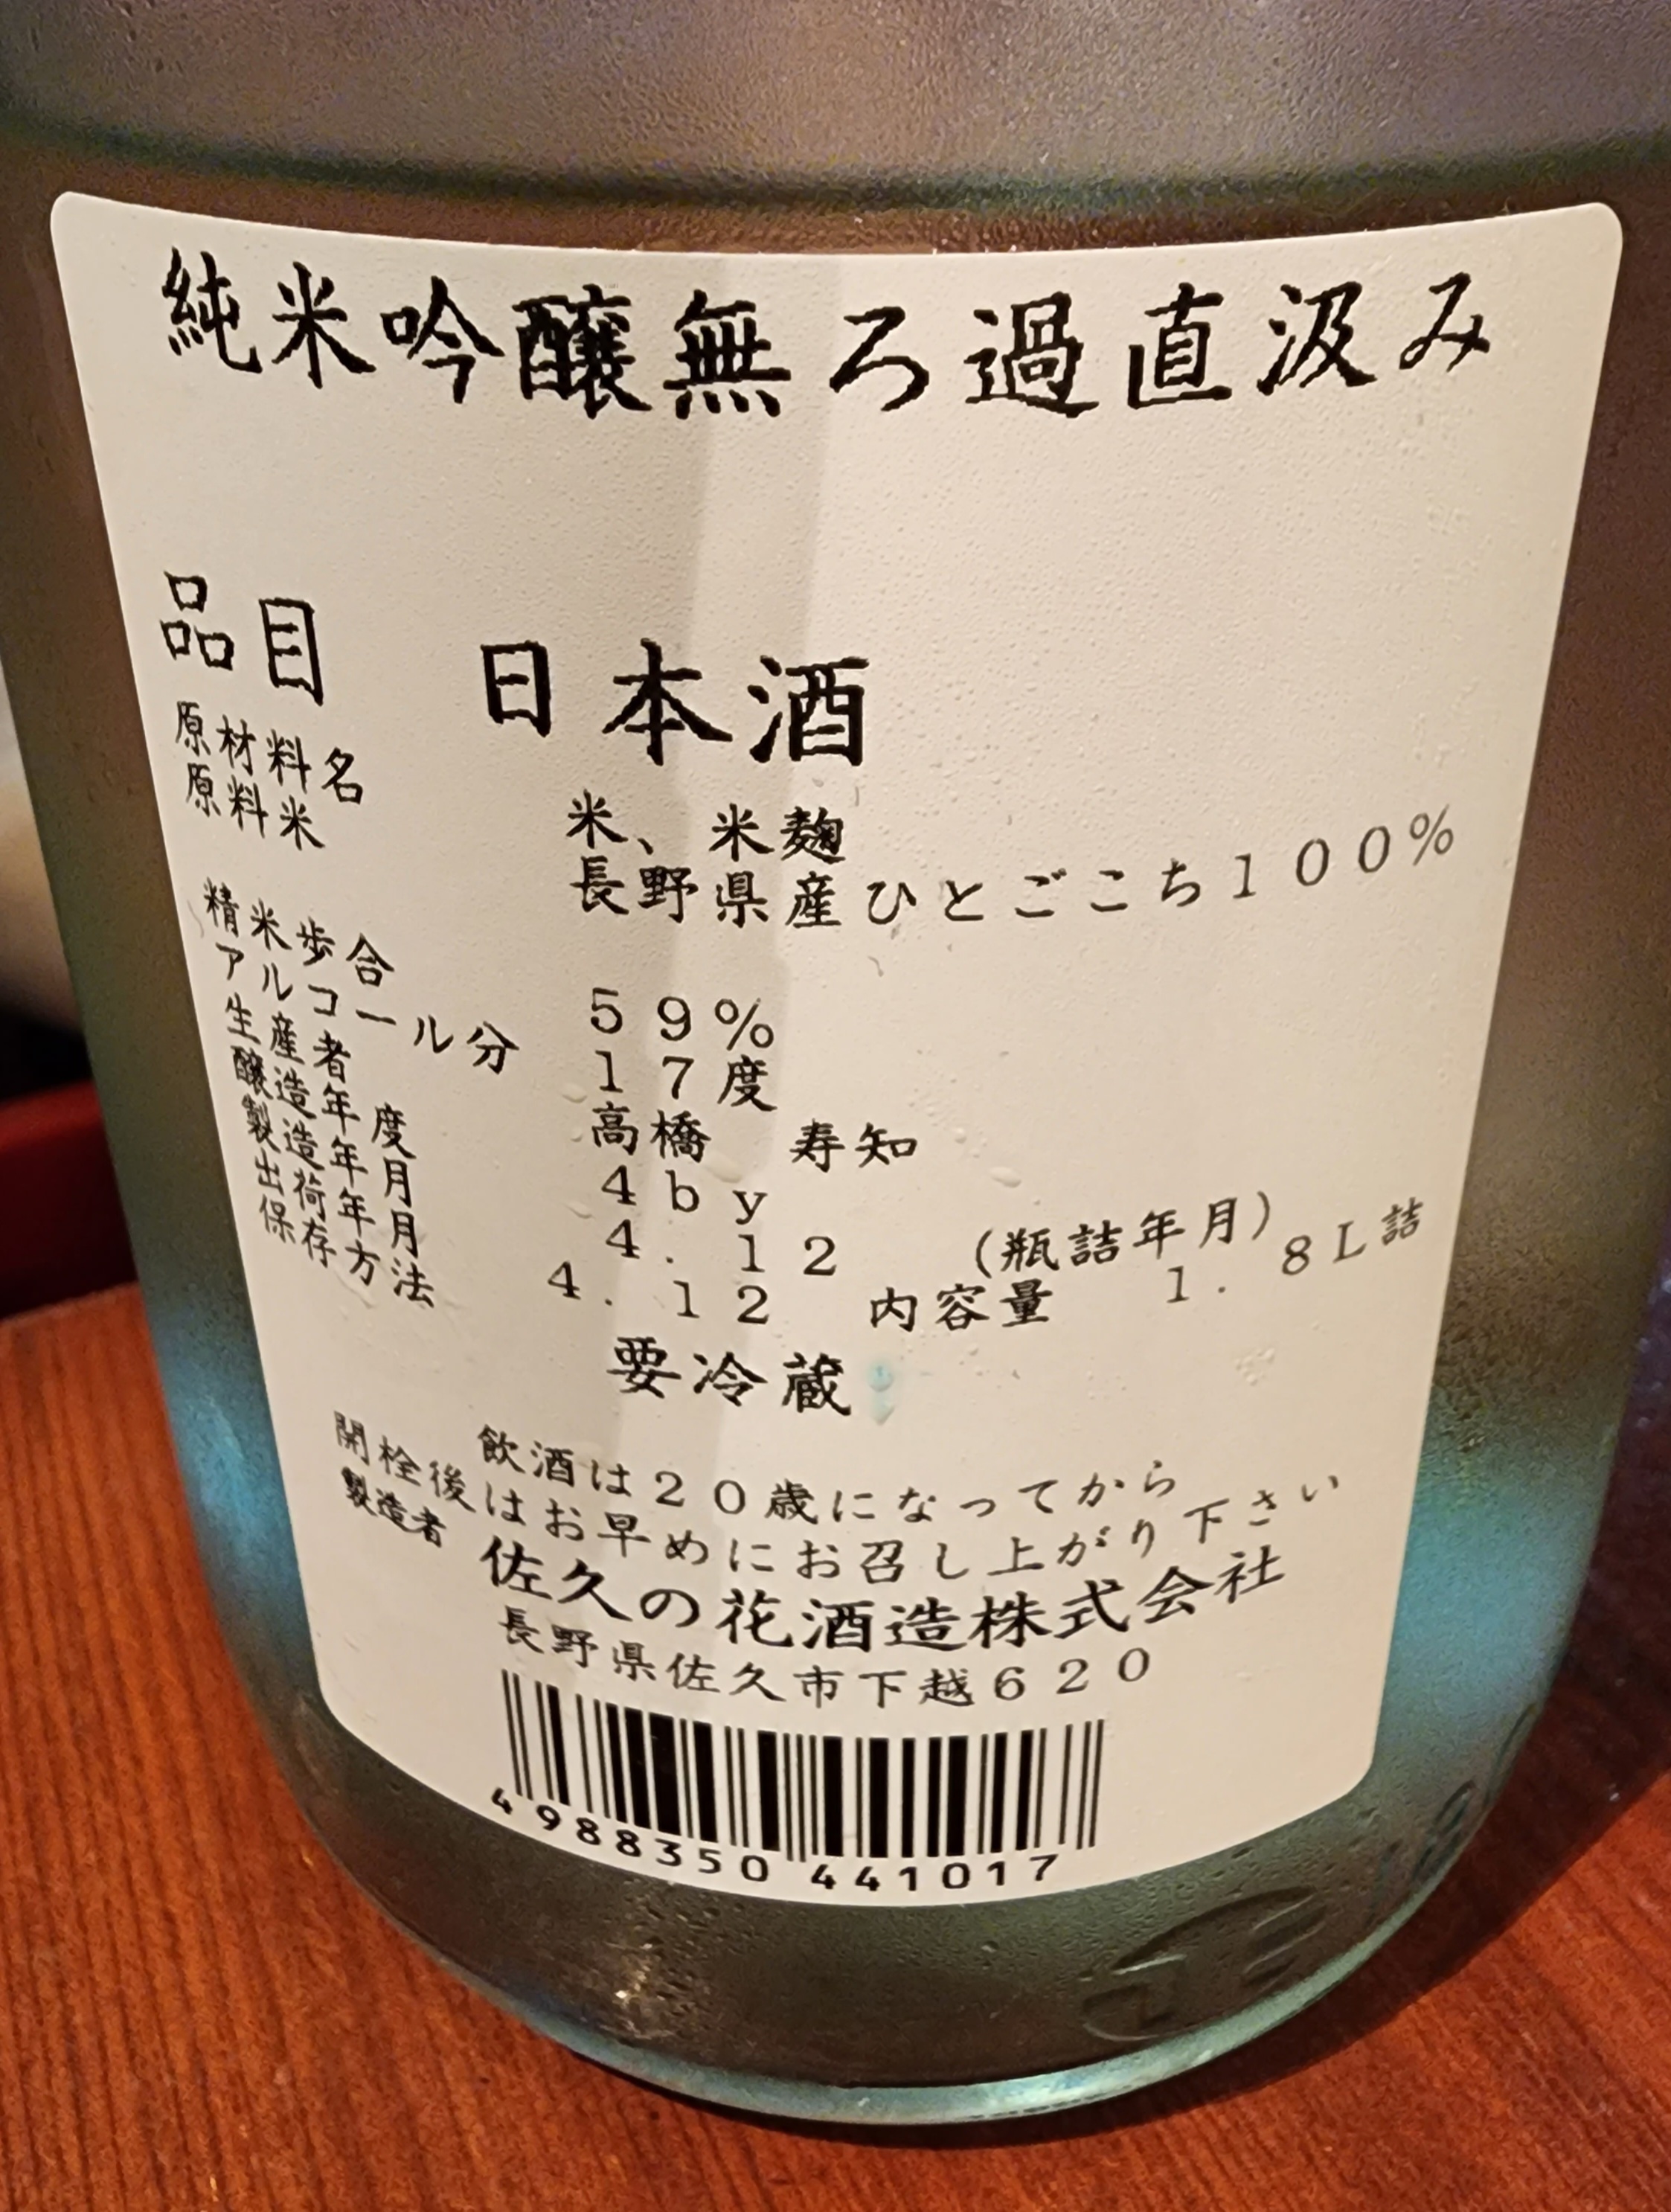 純米吟醸無ろ過直汲み
品目　日本酒
原材料名　米、米麹
原料米　長野県産ひとごこち100%
精米歩合　59%
アルコール分　17度
生産者　高橋　寿知
醸造年度　4by
製造年月　4.12　(瓶詰年月)
出荷年月　4.12　内容量　1.8L詰
保存方法　要冷蔵
飲酒は20歳になってから
開栓後はお早めにお召し上がり下さい
製造者　佐久の花酒造株式会社
長野県佐久市下越620
4 988350 441017